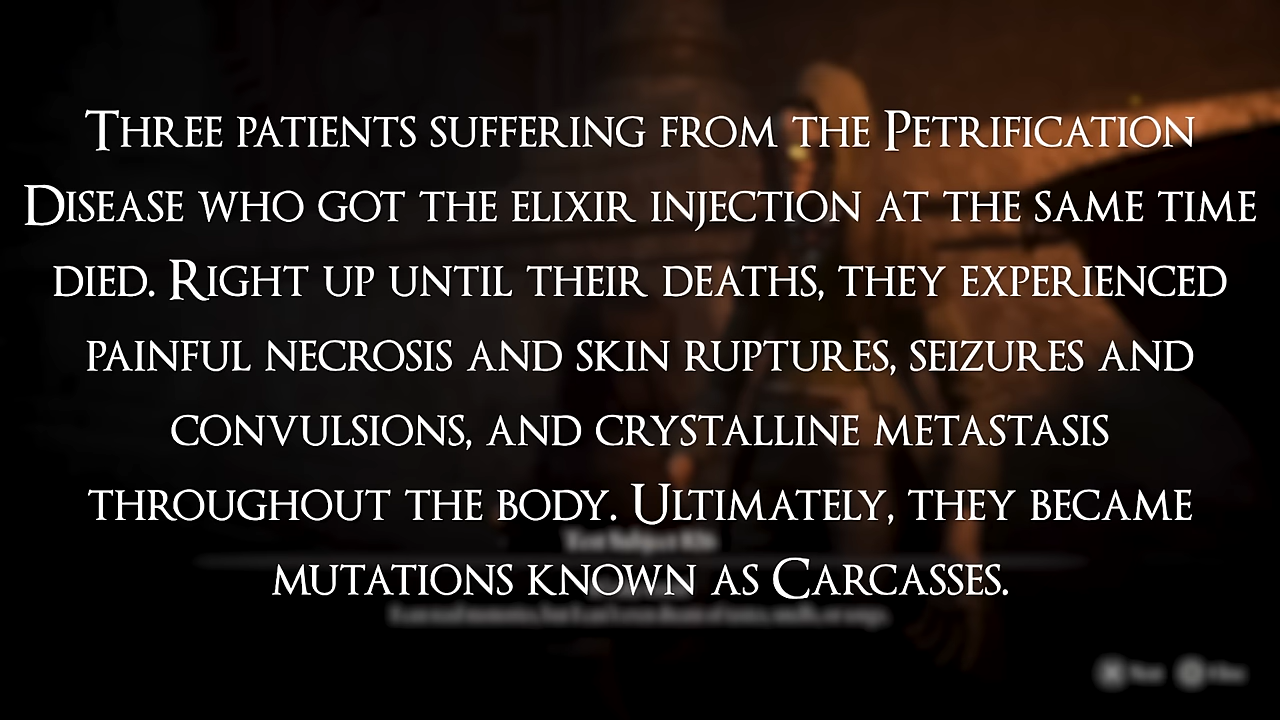 Three patients suffering from the Petrification
Disease who got the elixir injection at the same time
died. Right up until their deaths, they experienced
painful necrosis and skin ruptures, seizures and
convulsions, and crystalline metastasis
throughout the body. Ultimately, they became
mutations known as Carcasses.